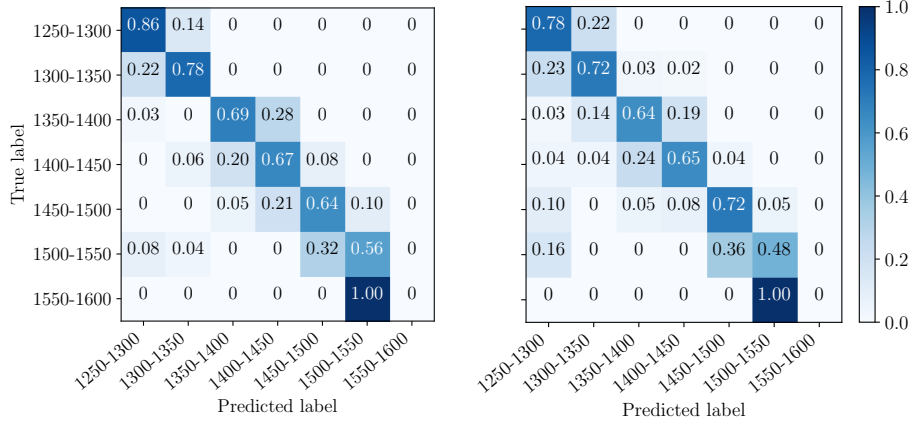 1250-1300 0.86 0.14 0 0 0 0 0
1300-1350 0.22 0.78 0 0 0 0 0
1350-1400 0.03 0 0.69 0.28 0 0 0
1400-1450 0 0.06 0.20 0.67 0.08 0 0
1450-1500 0 0 0.05 0.21 0.64 0.10 0
1500-1550 0.08 0.04 0 0 0.32 0.56 0
1550-1600 0 0 0 0 0 1.00 0
True label
1250-1300 1300-1350 1350-1400 1400-1450 1450-1500 1500-1550 1550-1600
Predicted label
0.78 0.22 0 0 0 0 0
0.23 0.72 0.03 0.02 0 0 0
0.03 0.14 0.64 0.19 0 0 0
0.04 0.04 0.24 0.65 0.04 0 0
0.10 0 0.05 0.08 0.72 0.05 0
0.16 0 0 0 0.36 0.48 0
0 0 0 0 0 1.00 0
1250-1300 1300-1350 1350-1400 1400-1450 1450-1500 1500-1550 1550-1600
Predicted label
1.0
0.8
0.6
0.4
0.2
0.0